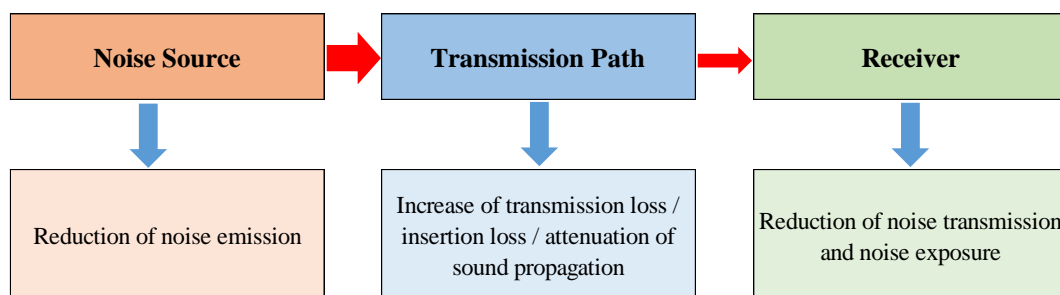 Noise Source
Transmission Path
Receiver
Reduction of noise emission
Increase of transmission loss /
insertion loss / attenuation of
sound propagation
Reduction of noise transmission
and noise exposure